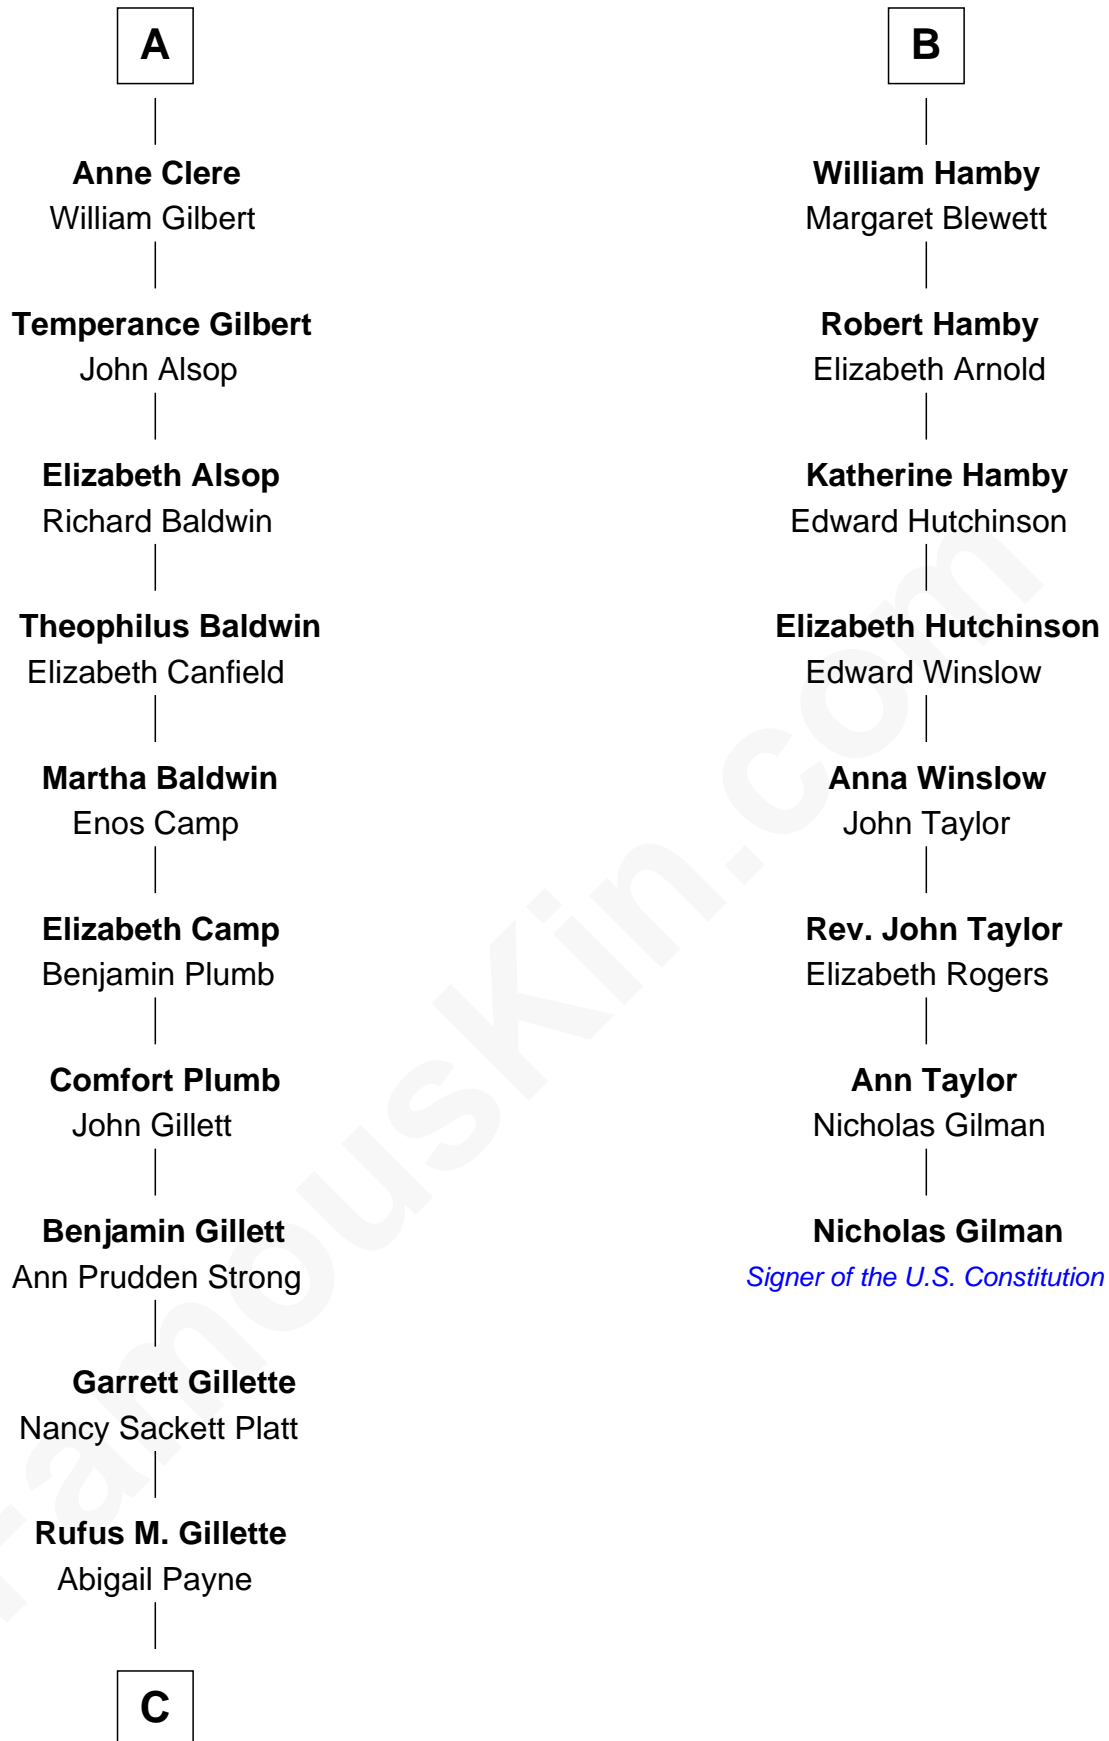 A
Anne Clere
William Gilbert
Temperance Gilbert
John Alsop
Elizabeth Alsop
Richard Baldwin
Theophilus Baldwin
Elizabeth Canfield
Martha Baldwin
Enos Camp
Elizabeth Camp
Benjamin Plumb
Comfort Plumb
John Gillett
Benjamin Gillett
Ann Prudden Strong
Garrett Gillette
Nancy Sackett Platt
Rufus M. Gillette
Abigail Payne
C
B
William Hamby
Margaret Blewett
Robert Hamby
Elizabeth Arnold
Katherine Hamby
Edward Hutchinson
Elizabeth Hutchinson
Edward Winslow
Anna Winslow
John Taylor
Rev. John Taylor
Elizabeth Rogers
Ann Taylor
Nicholas Gilman
Nicholas Gilman
Signer of the U.S. Constitution
FamousKin.com